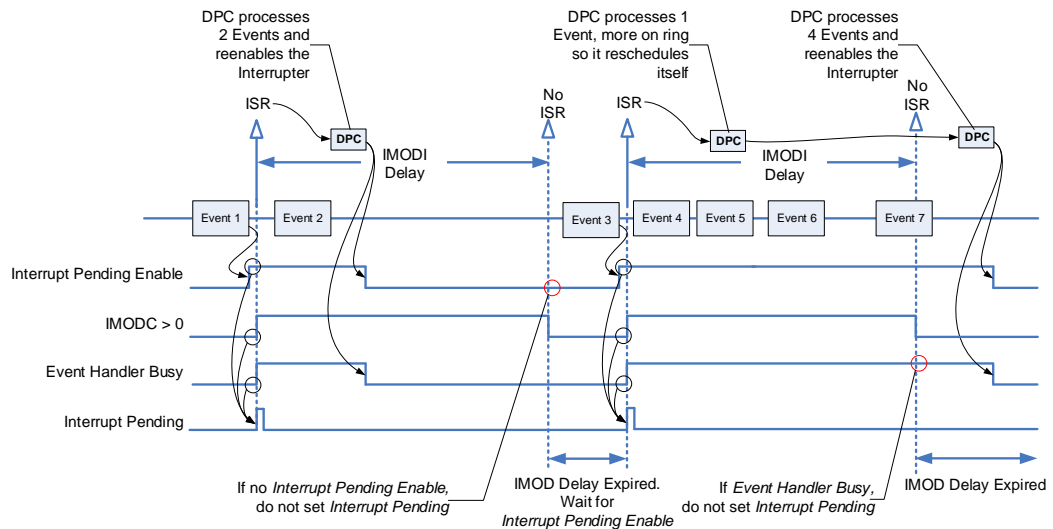 DPC processes
2 Events and
reenables the
Interrupter
DPC processes 1
Event, more on ring
so it reschedules
itself
DPC processes
4 Events and
reenables the
Interrupter
ISR
No
ISR
ISR
No
ISR
DPC
DPC
DPC
IMODI
Delay
IMODI
Delay
Event 1
Event 2
Event 3
Event 4
Event 5
Event 6
Event 7
Interrupt Pending Enable
IMODC > 0
Event Handler Busy
Interrupt Pending
If no Interrupt Pending Enable,
do not set Interrupt Pending
IMOD Delay Expired.
Wait for
Interrupt Pending Enable
If Event Handler Busy,
do not set Interrupt Pending
IMOD Delay Expired